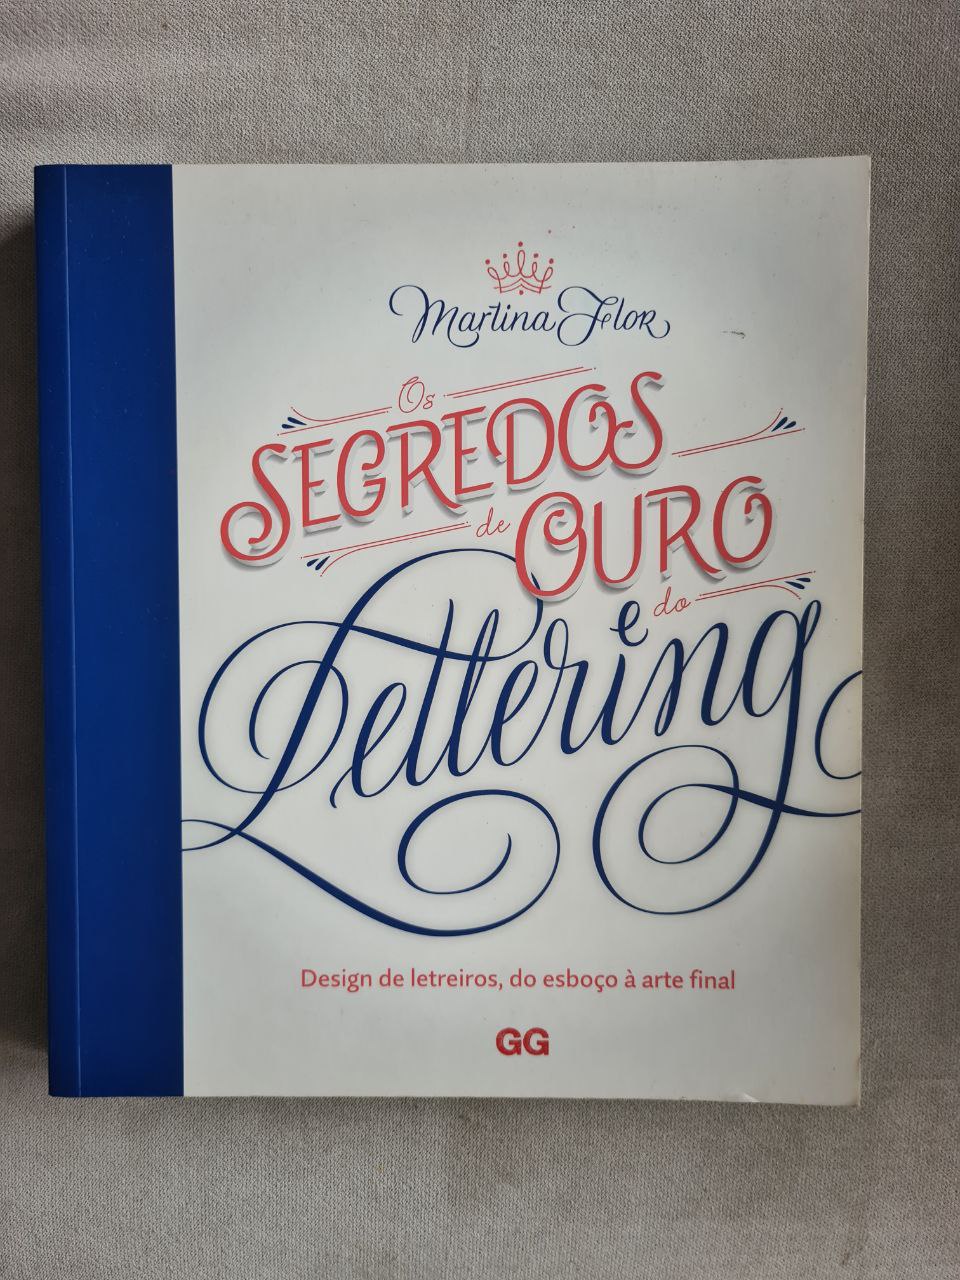 Martina Flor
Os
SEGREDOS
de OURO
do
Lettering
Design de letreiros, do esboço à arte final
GG